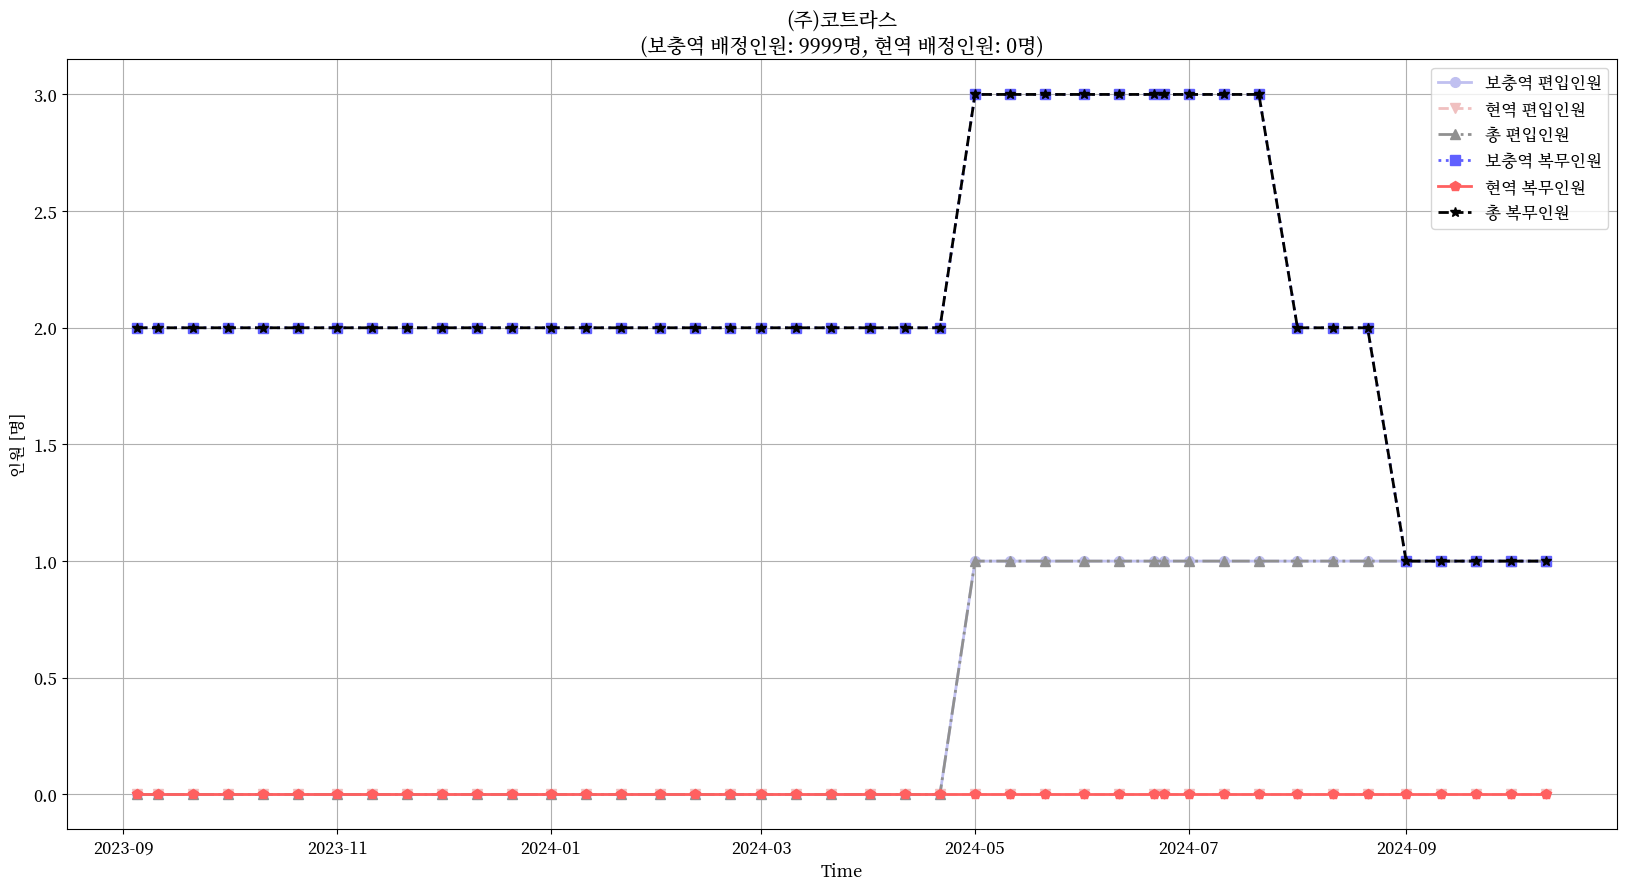 (주)코트라스
(보충역 배정인원: 9999명, 현역 배정인원: 0명)
보충역 편입인원
현역 편입인원
총 편입인원
보충역 복무인원
현역 복무인원
총 복무인원
인원 [명]
3.0
2.5
2.0
1.5
1.0
0.5
0.0
2023-09 2023-11 2024-01 2024-03 2024-05 2024-07 2024-09
Time